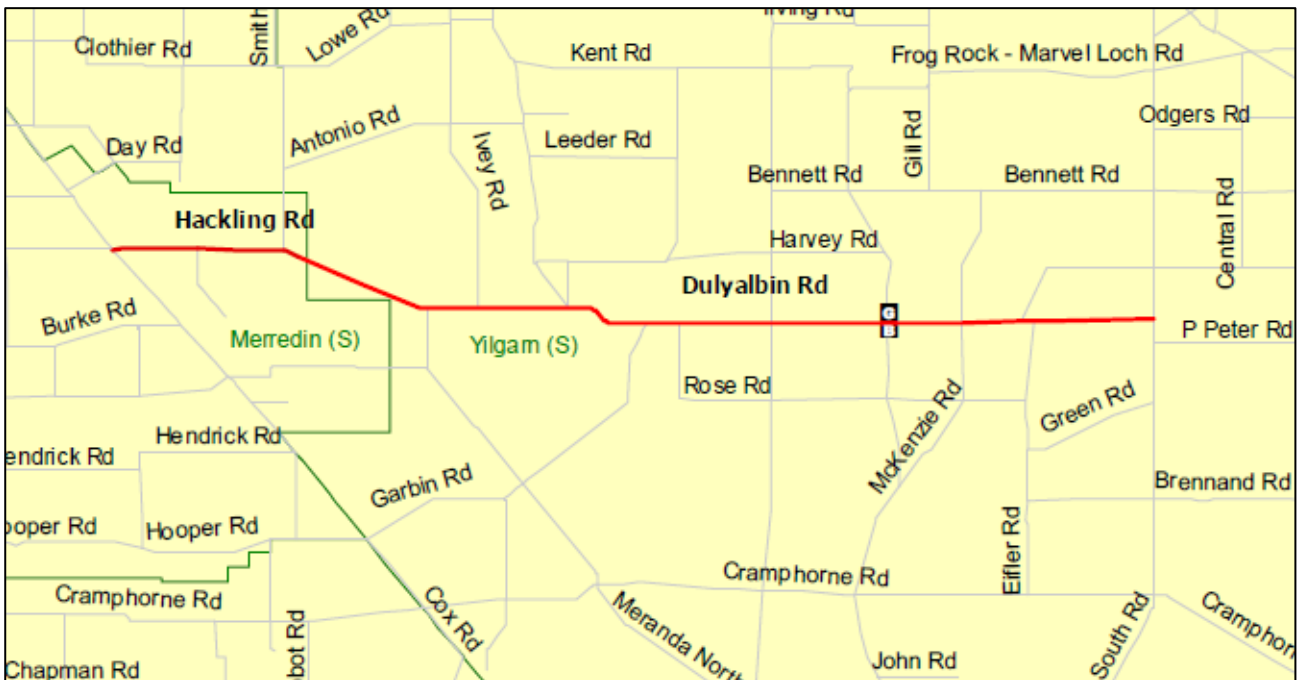 Irving Rd
Clothier Rd
Smith
Lowe Rd
Kent Rd
Frog Rock - Marvel Loch Rd
Odgers Rd
Antonio Rd
Day Rd
Ivey Rd
Leeder Rd
Gill Rd
Bennett Rd
Bennett Rd
Hackling Rd
Harvey Rd
Central Rd
Dulyalbin Rd
G
B
Burke Rd
Merredin (S)
Yilgarn (S)
P Peter Rd
Rose Rd
McKenzie Rd
Green Rd
Hendrick Rd
endrick Rd
Garbin Rd
Brennand Rd
ooper Rd
Hooper Rd
Eifler Rd
Cramphorne Rd
Cramphorne Rd
Cox Rd
Meranda North
South Rd
Cramphorn
bot Rd
Chapman Rd
John Rd